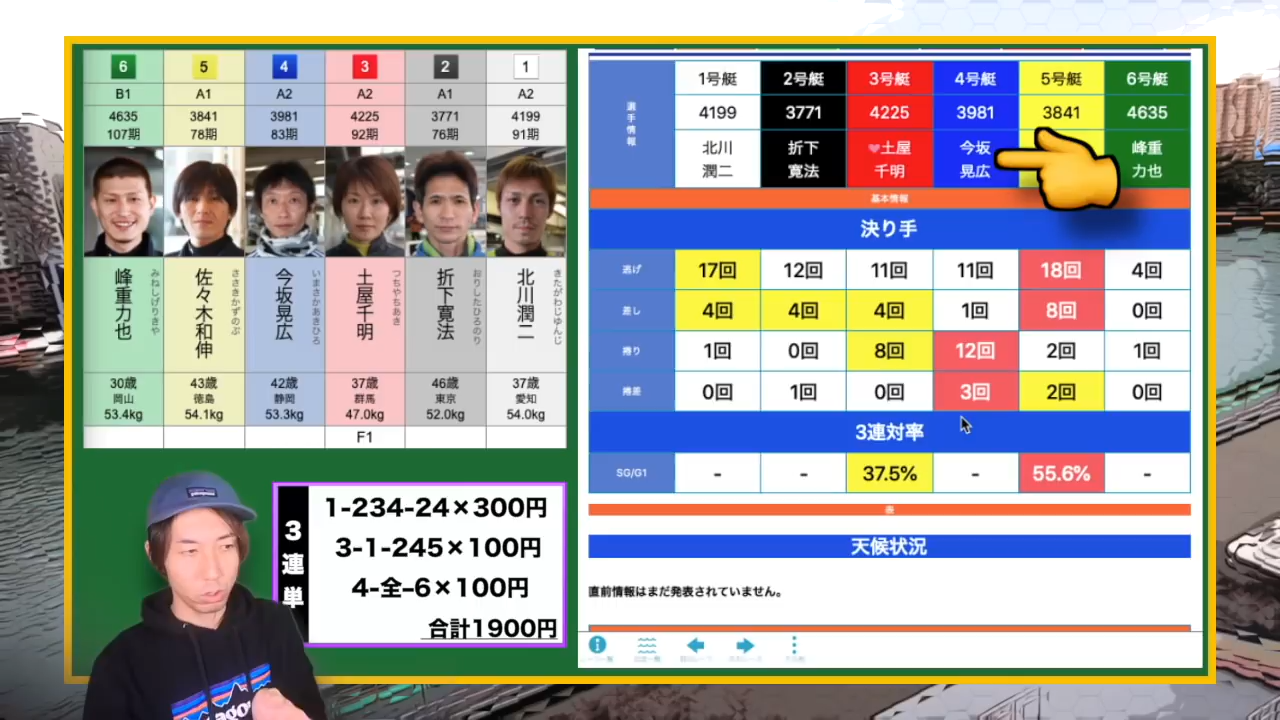 6 5 4 3 2 1
B1 A1 A2 A2 A1 A2
4635 3841 3981 4225 3771 4199
107期 78期 83期 92期 76期 91期
峰重力也 みねしげりきや
佐々木和伸 ささきかずのぶ
今坂晃広 いまさかあきひろ
土屋千明 つちやちあき
折下寛法 おりしたひろのり
北川潤二 きたがわじゅんじ
30歳 43歳 42歳 37歳 46歳 37歳
岡山 徳島 静岡 群馬 東京 愛知
53.4kg 54.1kg 53.3kg 47.0kg 52.0kg 54.0kg
F1
3連単
1-234-24×300円
3-1-245×100円
4-全–6×100円
合計1900円
選手情報
1号艇 2号艇 3号艇 4号艇 5号艇 6号艇
4199 3771 4225 3981 3841 4635
北川 折下 ❤土屋 今坂 峰重
潤二 寛法 千明 晃広 力也
基本情報
決り手
逃げ 17回 12回 11回 11回 18回 4回
差し 4回 4回 4回 1回 8回 0回
捲り 1回 0回 8回 12回 2回 1回
捲差 0回 1回 0回 3回 2回 0回
3連対率
SG/G1 - - 37.5% - 55.6% -
天候状況
直前情報はまだ発表されていません。
patagonia